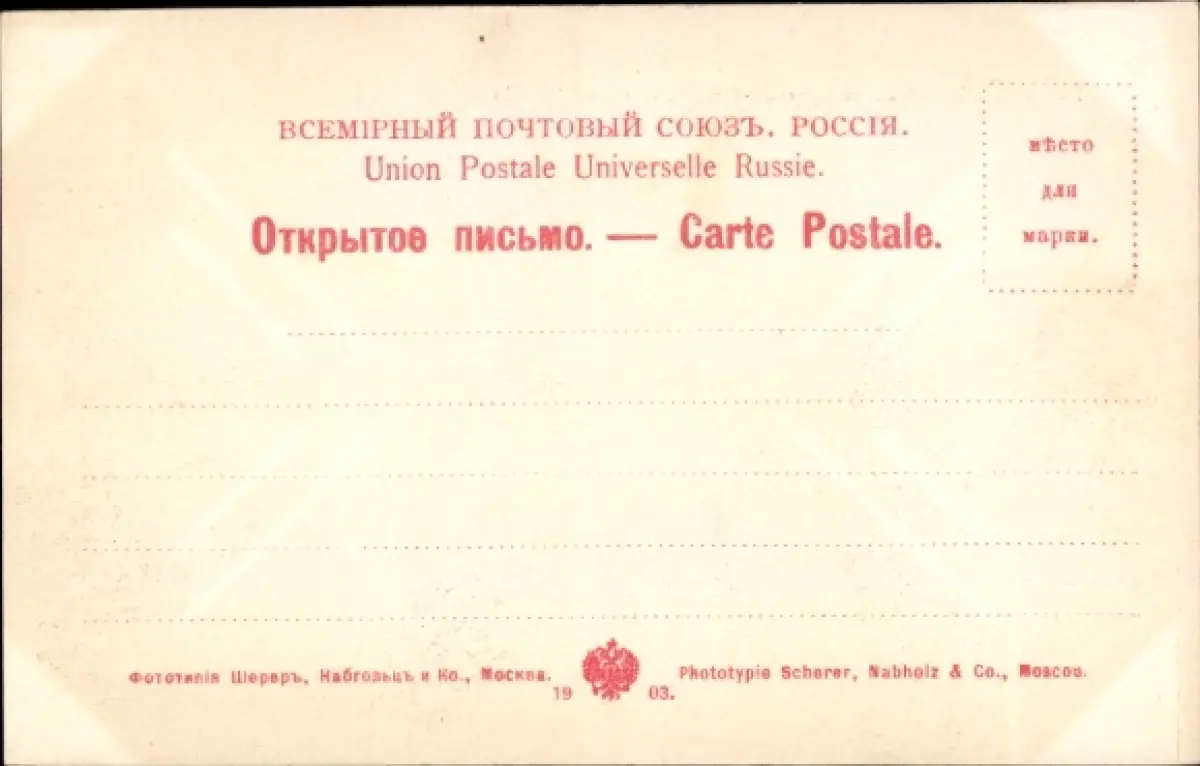 ВСЕМІРНЫЙ ПОЧТОВЫЙ СОЮЗЪ. РОССІЯ.
Union Postale Universelle Russie.
Открытое письмо. — Carte Postale.
мѣсто
для
марки.
Фототипія Шереръ, Набгольцъ и Ко., Москва.
Phototypie Scherer, Nabholz & Co., Moscou.
19 03.